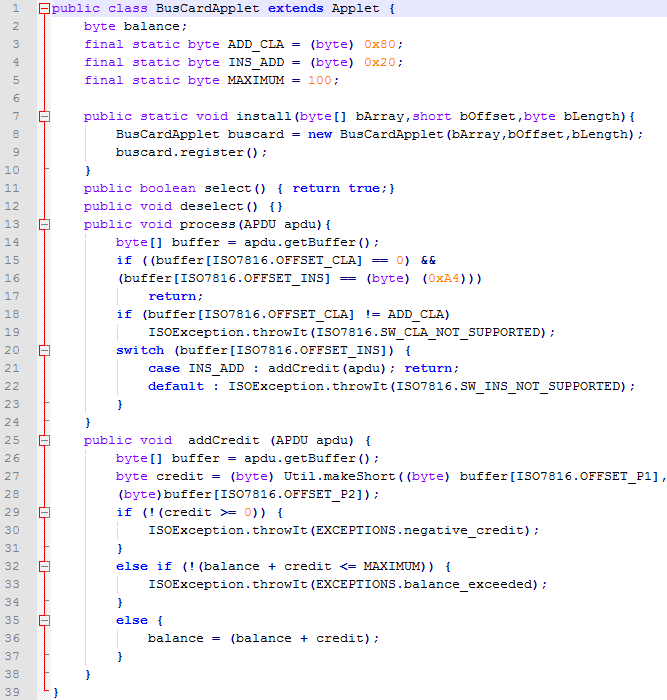 1 public class BusCardApplet extends Applet {
2 byte balance;
3 final static byte ADD_CLA = (byte) 0x80;
4 final static byte INS_ADD = (byte) 0x20;
5 final static byte MAXIMUM = 100;
6
7 public static void install(byte[] bArray,short bOffset,byte bLength){
8 BusCardApplet buscard = new BusCardApplet(bArray,bOffset,bLength);
9 buscard.register();
10 }
11 public boolean select() { return true;}
12 public void deselect() {}
13 public void process(APDU apdu){
14 byte[] buffer = apdu.getBuffer();
15 if ((buffer[ISO7816.OFFSET_CLA] == 0) &&
16 (buffer[ISO7816.OFFSET_INS] == (byte) (0xA4)))
17 return;
18 if (buffer[ISO7816.OFFSET_CLA] != ADD_CLA)
19 ISOException.throwIt(ISO7816.SW_CLA_NOT_SUPPORTED);
20 switch (buffer[ISO7816.OFFSET_INS]) {
21 case INS_ADD : addCredit(apdu); return;
22 default : ISOException.throwIt(ISO7816.SW_INS_NOT_SUPPORTED);
23 }
24 }
25 public void  addCredit (APDU apdu) {
26 byte[] buffer = apdu.getBuffer();
27 byte credit = (byte) Util.makeShort((byte) buffer[ISO7816.OFFSET_P1],
28 (byte)buffer[ISO7816.OFFSET_P2]);
29 if (!(credit >= 0)) {
30 ISOException.throwIt(EXCEPTIONS.negative_credit);
31 }
32 else if (!(balance + credit <= MAXIMUM)) {
33 ISOException.throwIt(EXCEPTIONS.balance_exceeded);
34 }
35 else {
36 balance = (balance + credit);
37 }
38 }
39 }